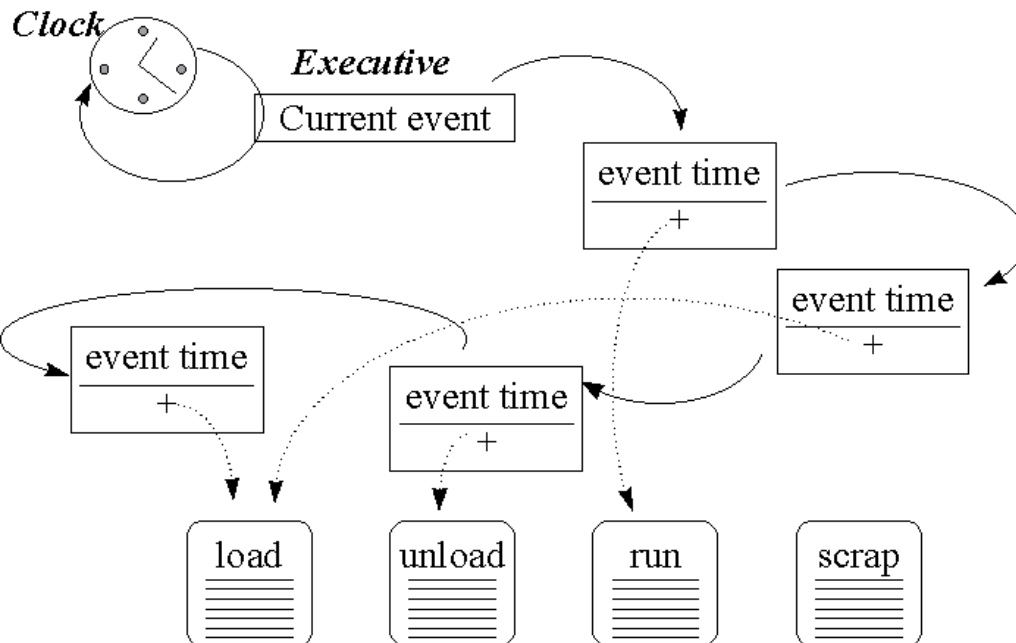 Clock
Executive
Current event
event time
+
event time
+
event time
+
event time
+
load
unload
run
scrap